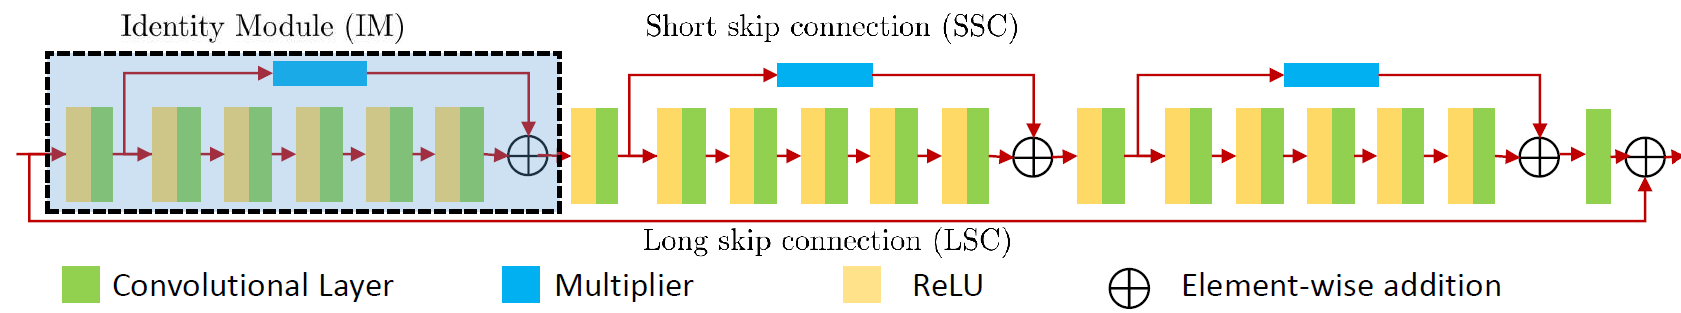 Identity Module (IM)
Short skip connection (SSC)
Long skip connection (LSC)
Convolutional Layer
Multiplier
ReLU
Element-wise addition